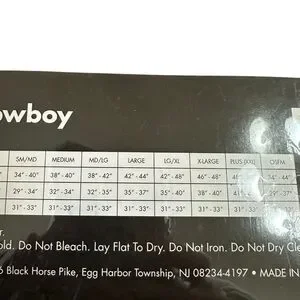 owboy
SM/MD MEDIUM MD/LG LARGE LG/XL X-LARGE PLUS (XXL) OSFM
34" - 40" 38" - 40" 38" - 42" 42" - 44" 42" - 48" 46" - 48"
29" - 34" 32" - 34" 32" - 35" 35" - 37" 35" - 40" 38" - 40"
31" - 33" 31" - 33" 31" - 33" 31" - 33" 31" - 33" 31" - 33" 31" - 33"
r.
old. Do Not Bleach. Lay Flat To Dry. Do Not Iron. Do Not Dry Cle
6 Black Horse Pike, Egg Harbor Township, NJ 08234-4197 • MADE IN